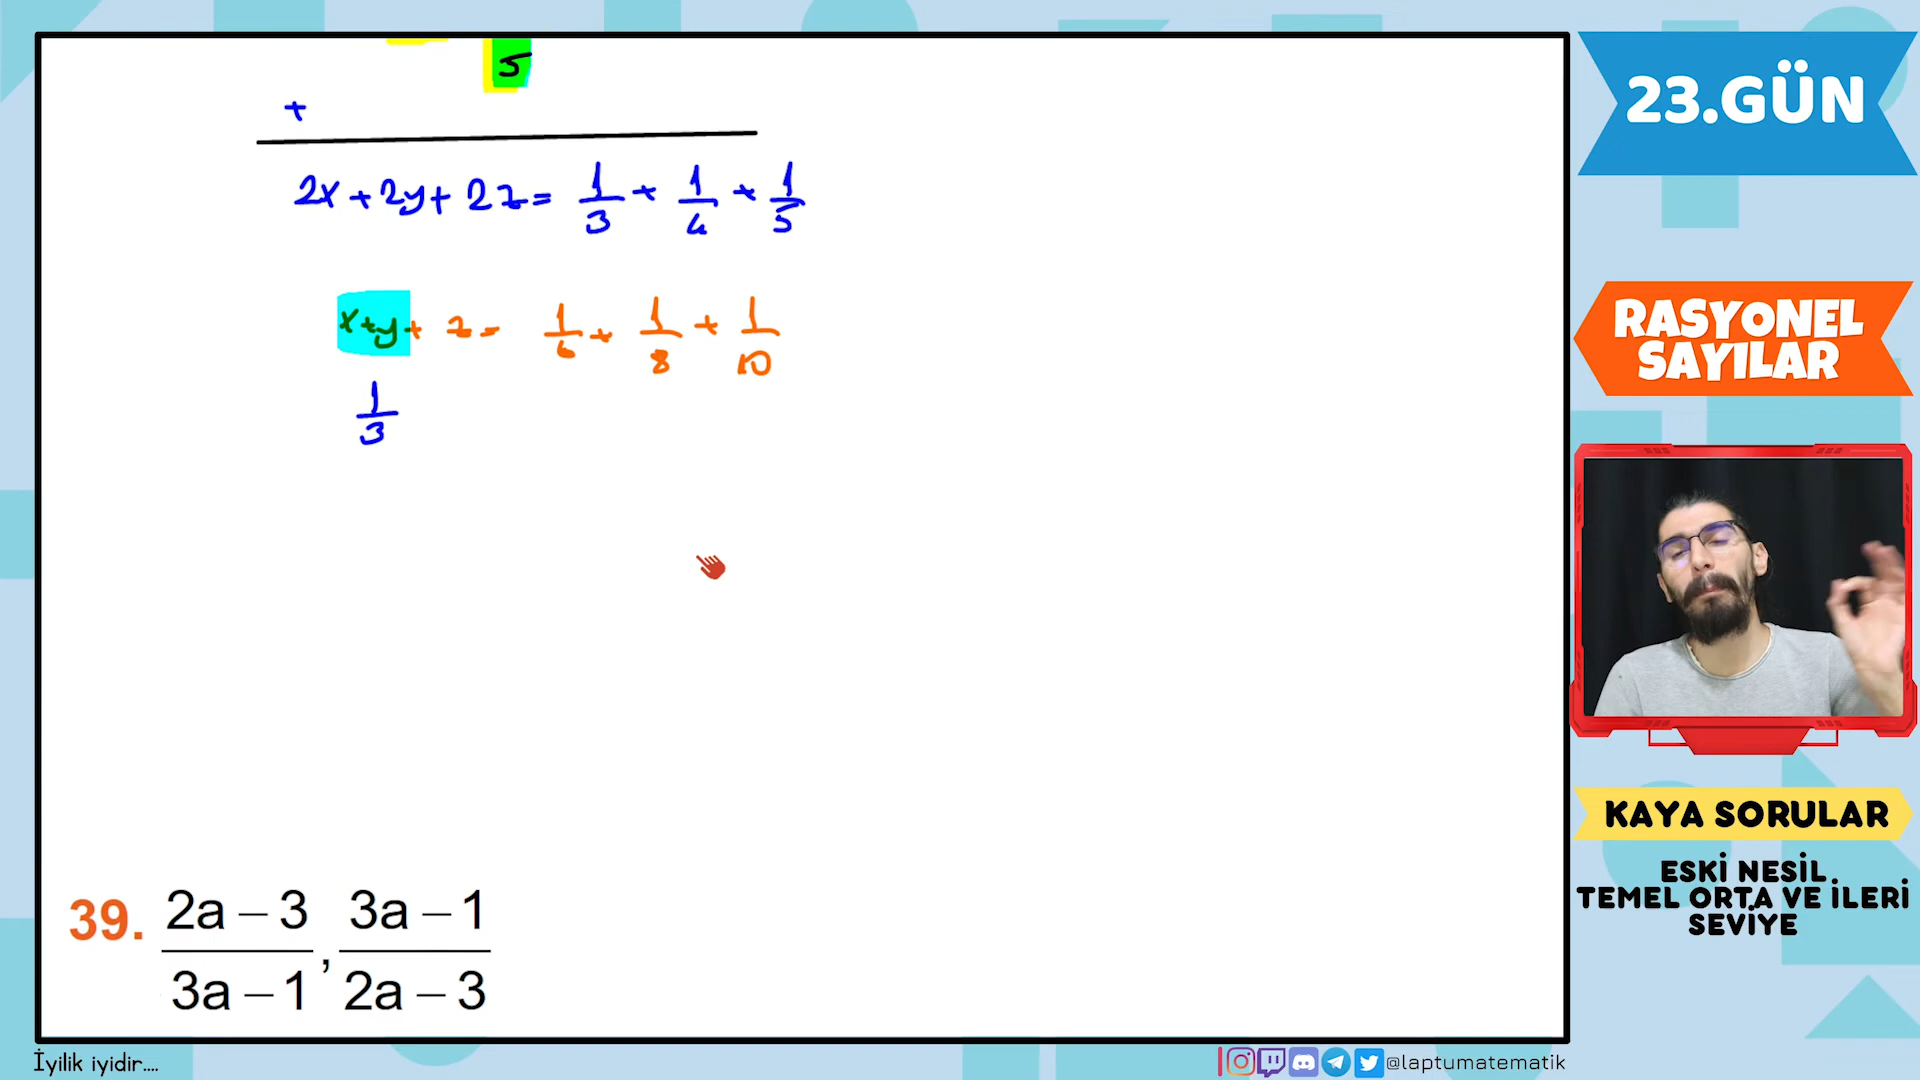 5
+
2x + 2y + 2z = 1/3 + 1/4 + 1/5
x+y+ z = 1/6 + 1/8 + 1/10
1/3
39. 2a – 3 / 3a – 1 , 3a – 1 / 2a – 3
23.GÜN
RASYONEL
SAYILAR
KAYA SORULAR
ESKİ NESİL
TEMEL ORTA VE İLERİ
SEVİYE
İyilik iyidir....
@laptumatematik